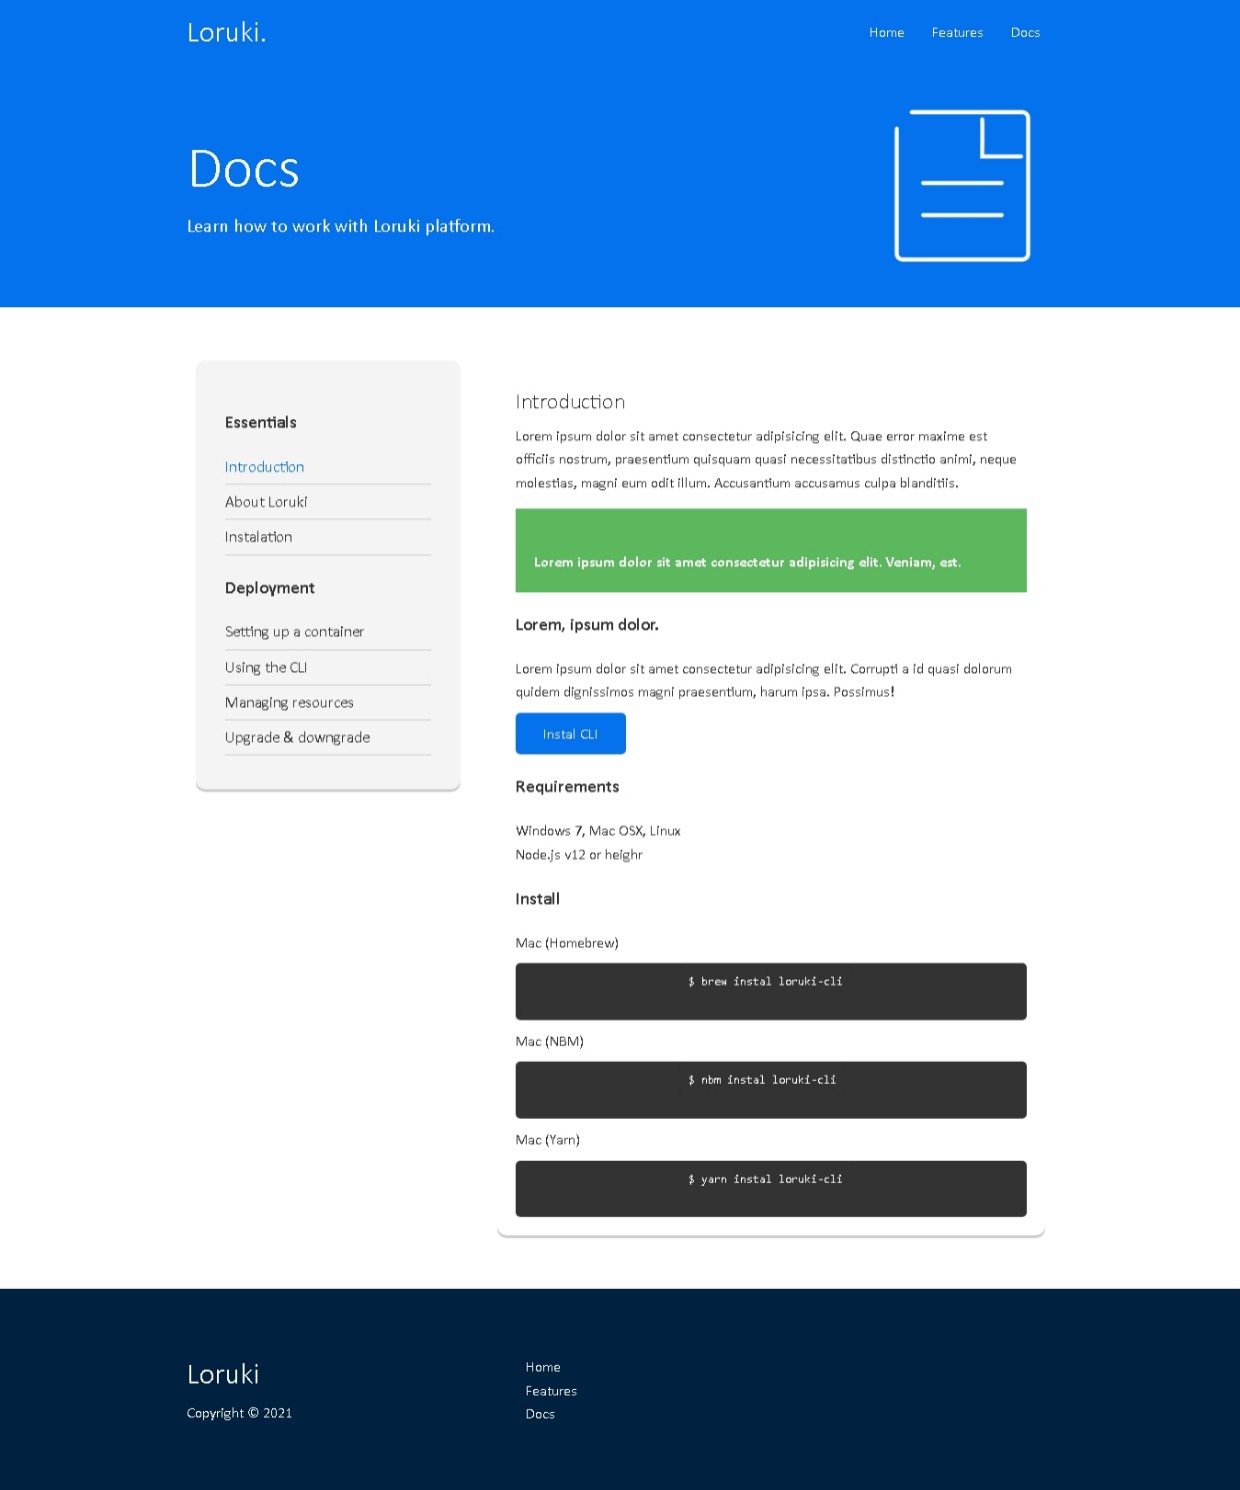 Loruki.
Home Features Docs
Docs
Learn how to work with Loruki platform.
Essentials
Introduction
About Loruki
Instalation
Deployment
Setting up a container
Using the CLI
Managing resources
Upgrade & downgrade
Introduction
Lorem ipsum dolor sit amet consectetur adipisicing elit. Quae error maxime est
officiis nostrum, praesentium quisquam quasi necessitatibus distinctio animi, neque
molestias, magni eum odit illum. Accusantium accusamus culpa blanditiis.
Lorem ipsum dolor sit amet consectetur adipisicing elit. Veniam, est.
Lorem, ipsum dolor.
Lorem ipsum dolor sit amet consectetur adipisicing elit. Corrupti a id quasi dolorum
quidem dignissimos magni praesentium, harum ipsa. Possimus!
Instal CLI
Requirements
Windows 7, Mac OSX, Linux
Node.js v12 or heighr
Install
Mac (Homebrew)
$ brew instal loruki-cli
Mac (NBM)
$ nbm instal loruki-cli
Mac (Yarn)
$ yarn instal loruki-cli
Loruki
Copyright © 2021
Home
Features
Docs